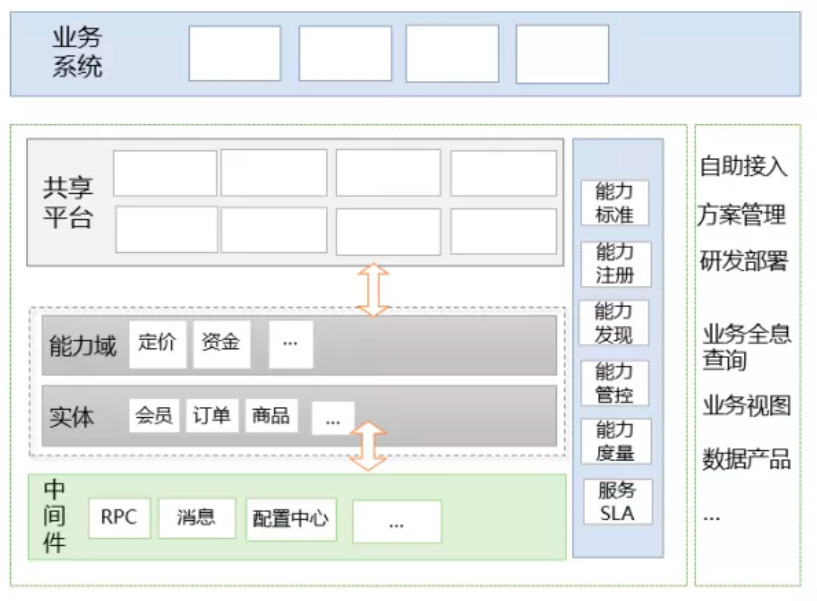 业务
系统
共享
平台
能力域
定价
资金
...
实体
会员
订单
商品
...
中
间
件
RPC
消息
配置中心
...
能力
标准
能力
注册
能力
发现
能力
管控
能力
度量
服务
SLA
自助接入
方案管理
研发部署
业务全息
查询
业务视图
数据产品
...